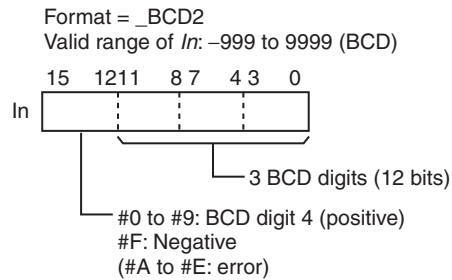 Format = _BCD2
Valid range of In: –999 to 9999 (BCD)
15 1211 8 7 4 3 0
In
3 BCD digits (12 bits)
#0 to #9: BCD digit 4 (positive)
#F: Negative
(#A to #E: error)